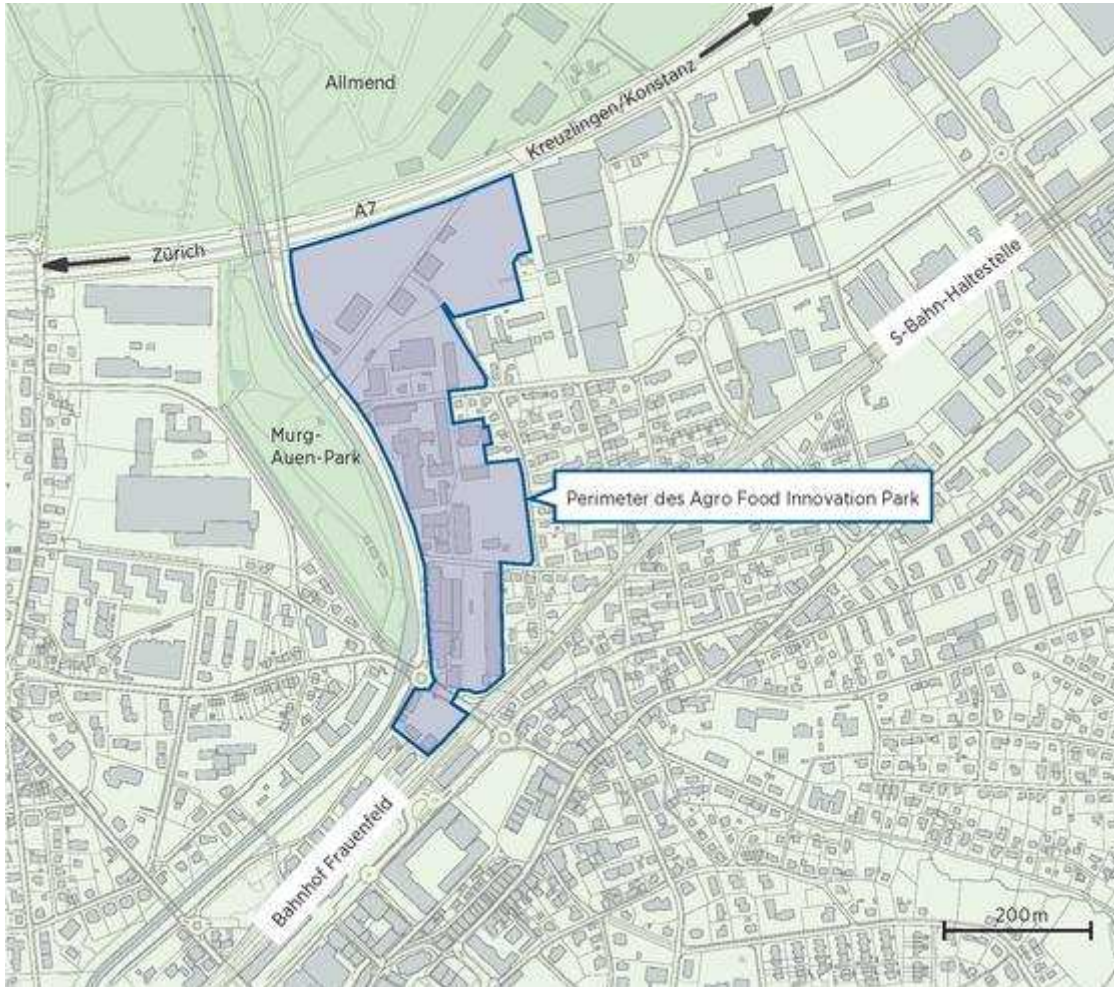 Allmend
Kreuzlingen/Konstanz
A7
Zürich
S-Bahn-Haltestelle
Murg-
Auen-Park
Perimeter des Agro Food Innovation Park
Bahnhof Frauenfeld
200m